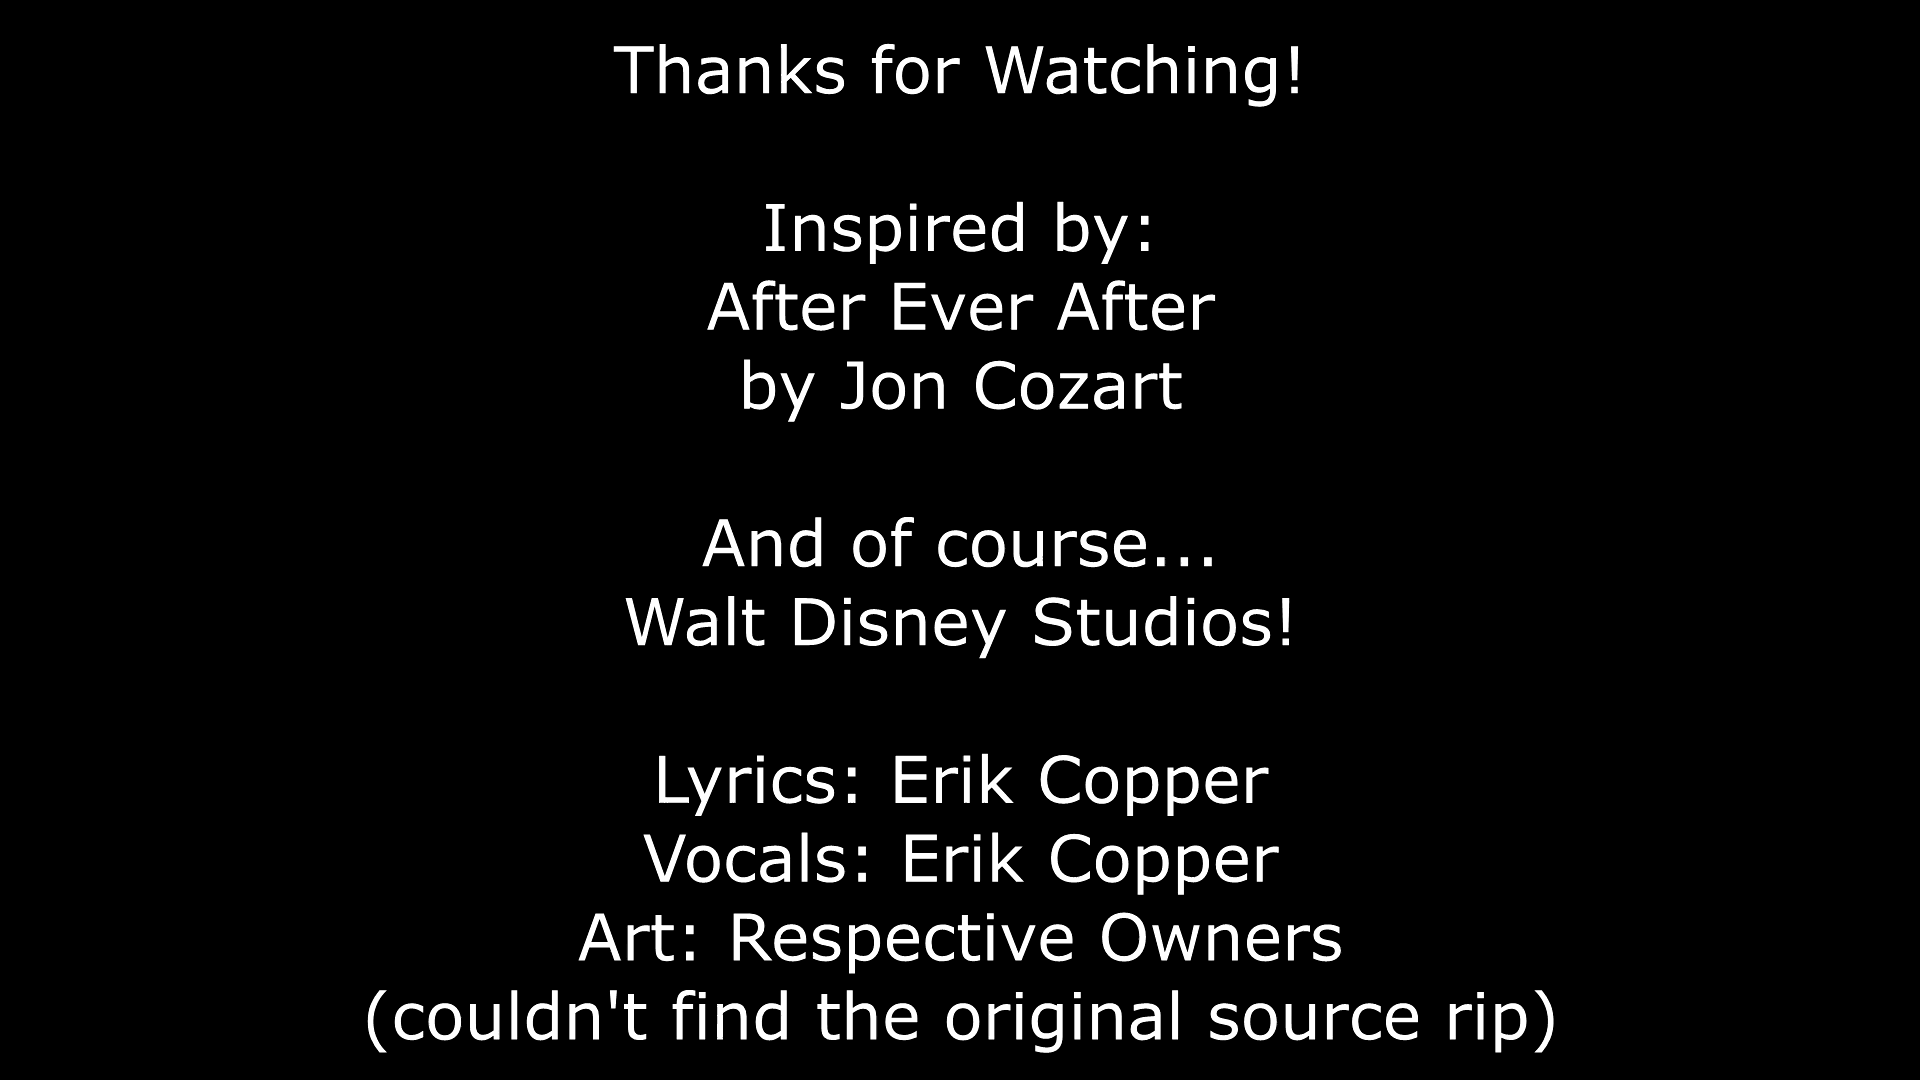 Thanks for Watching!
Inspired by:
After Ever After
by Jon Cozart
And of course...
Walt Disney Studios!
Lyrics: Erik Copper
Vocals: Erik Copper
Art: Respective Owners
(couldn't find the original source rip)